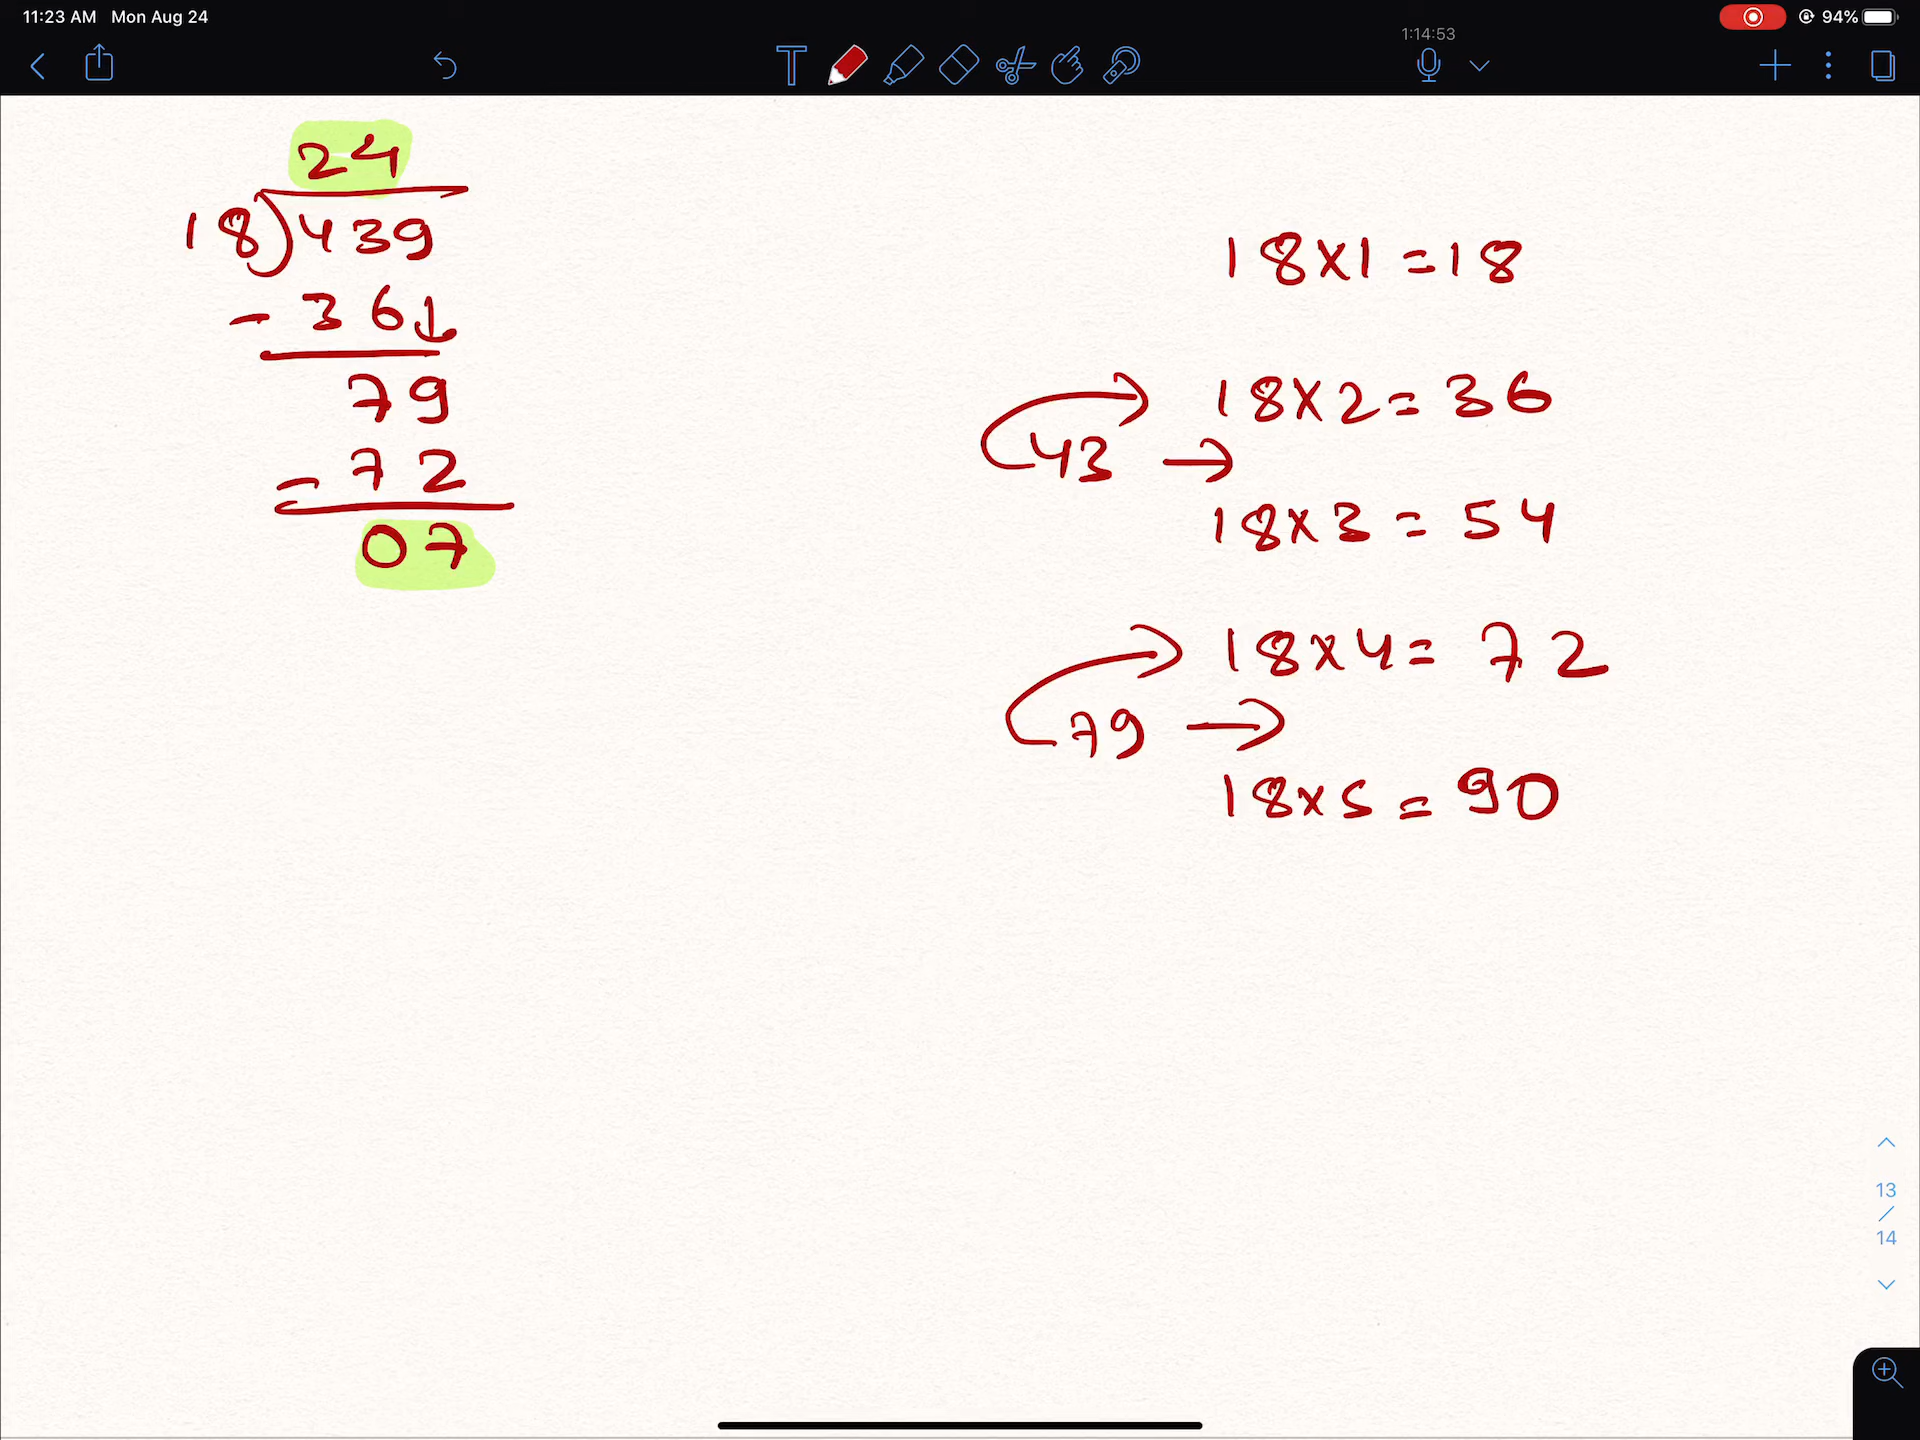 11:23 AM Mon Aug 24
94%
1:14:53
24
18)439
- 36↓
79
- 72
07
18x1=18
18x2=36
43 →
18x3=54
18x4=72
79 →
18x5=90
13
/
14